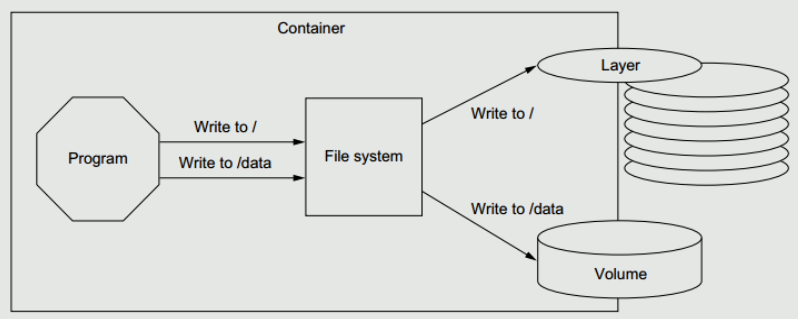 Container
Layer
Write to /
Write to /
Program
File system
Write to /data
Write to /data
Volume